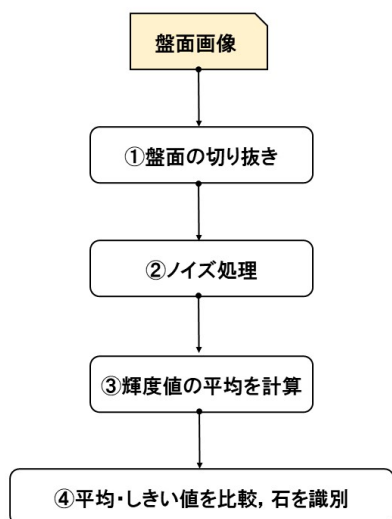 盤面画像
①盤面の切り抜き
②ノイズ処理
③輝度値の平均を計算
④平均・しきい値を比較, 石を識別